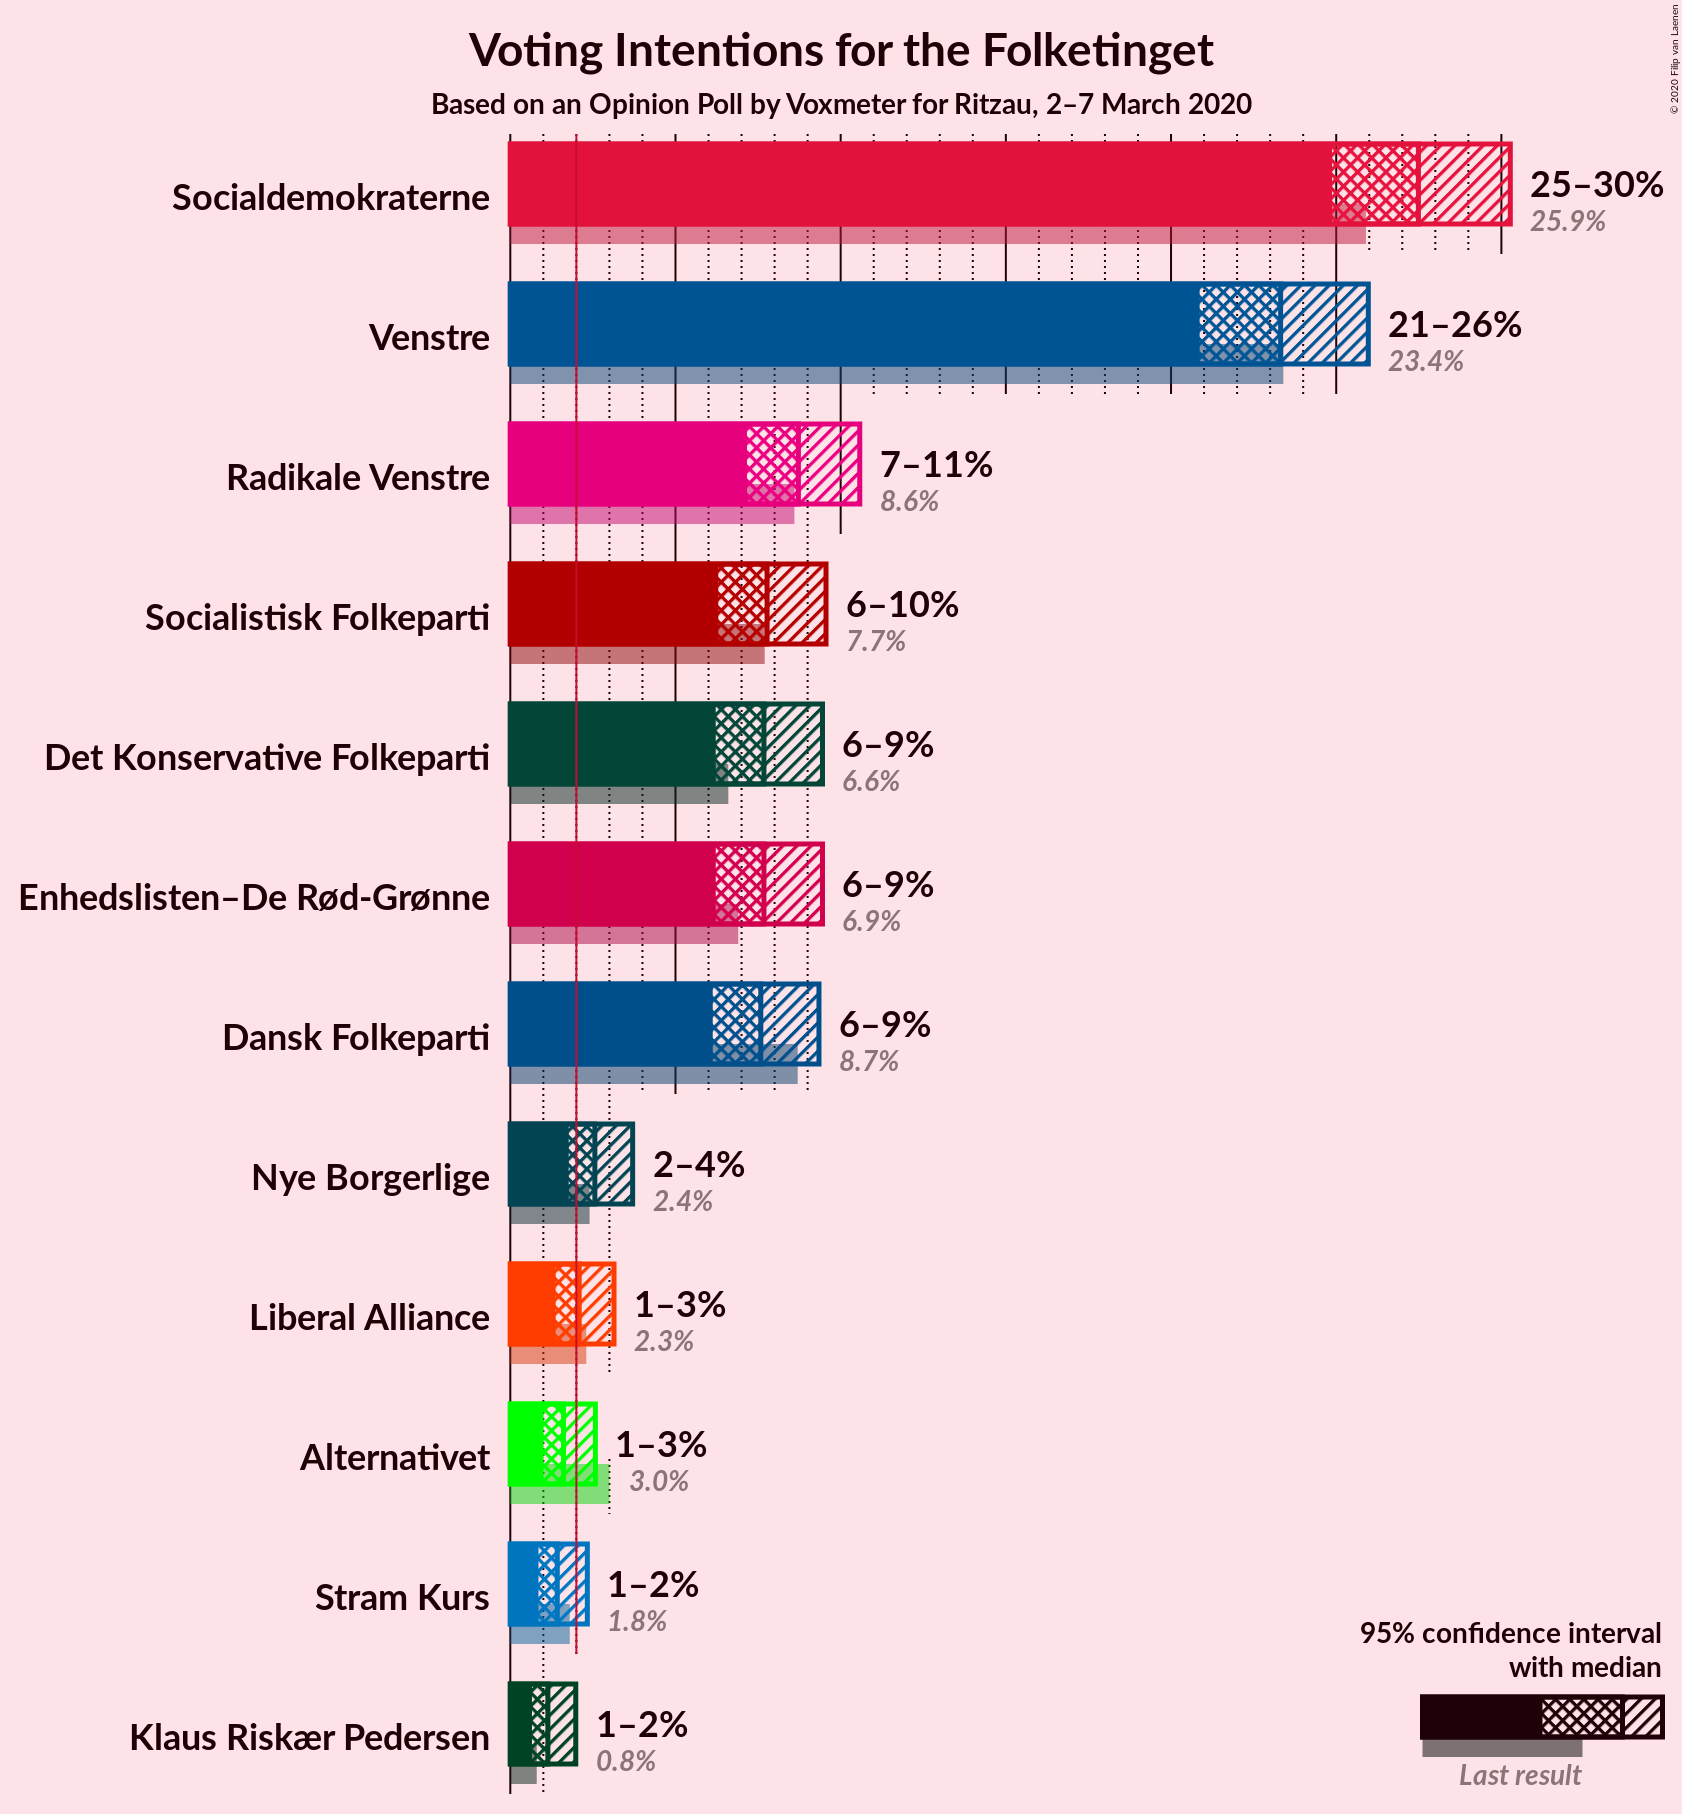 Voting Intentions for the Folketinget
Based on an Opinion Poll by Voxmeter for Ritzau, 2–7 March 2020
© 2020 Filip van Laenen
Socialdemokraterne
25–30%
25.9%
Venstre
21–26%
23.4%
Radikale Venstre
7–11%
8.6%
Socialistisk Folkeparti
6–10%
7.7%
Det Konservative Folkeparti
6–9%
6.6%
Enhedslisten–De Rød-Grønne
6–9%
6.9%
Dansk Folkeparti
6–9%
8.7%
Nye Borgerlige
2–4%
2.4%
Liberal Alliance
1–3%
2.3%
Alternativet
1–3%
3.0%
Stram Kurs
1–2%
1.8%
Klaus Riskær Pedersen
1–2%
0.8%
95% confidence interval
with median
Last result